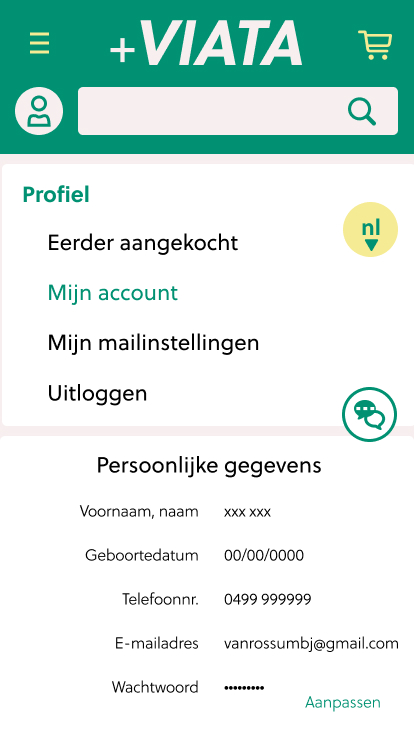 +VIATA
Profiel
nl
Eerder aangekocht
Mijn account
Mijn mailinstellingen
Uitloggen
Persoonlijke gegevens
Voornaam, naam xxx xxx
Geboortedatum 00/00/0000
Telefoonnr. 0499 999999
E-mailadres vanrossumbj@gmail.com
Wachtwoord •••••••••
Aanpassen